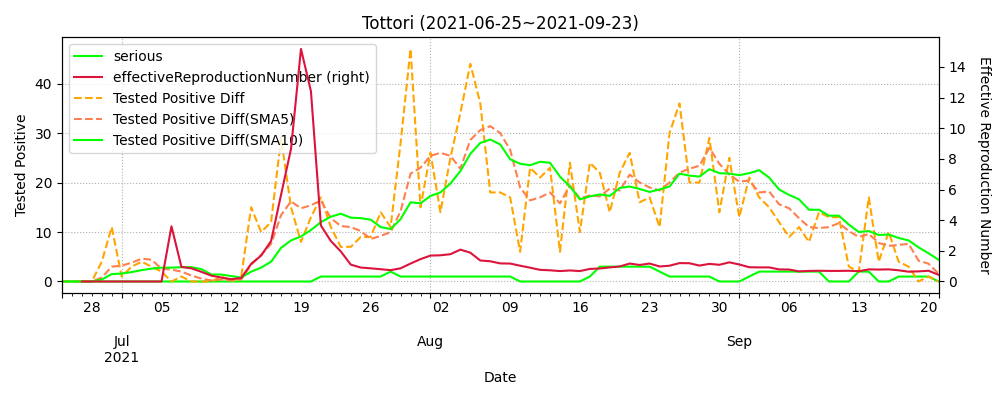 Tottori (2021-06-25~2021-09-23)
serious
effectiveReproductionNumber (right)
Tested Positive Diff
Tested Positive Diff(SMA5)
Tested Positive Diff(SMA10)
Tested Positive
0
10
20
30
40
0
2
4
6
8
10
12
14
Effective Reproduction Number
28 05 12 19 26 02 09 16 23 30 06 13 20
Jul Aug Sep
2021
Date